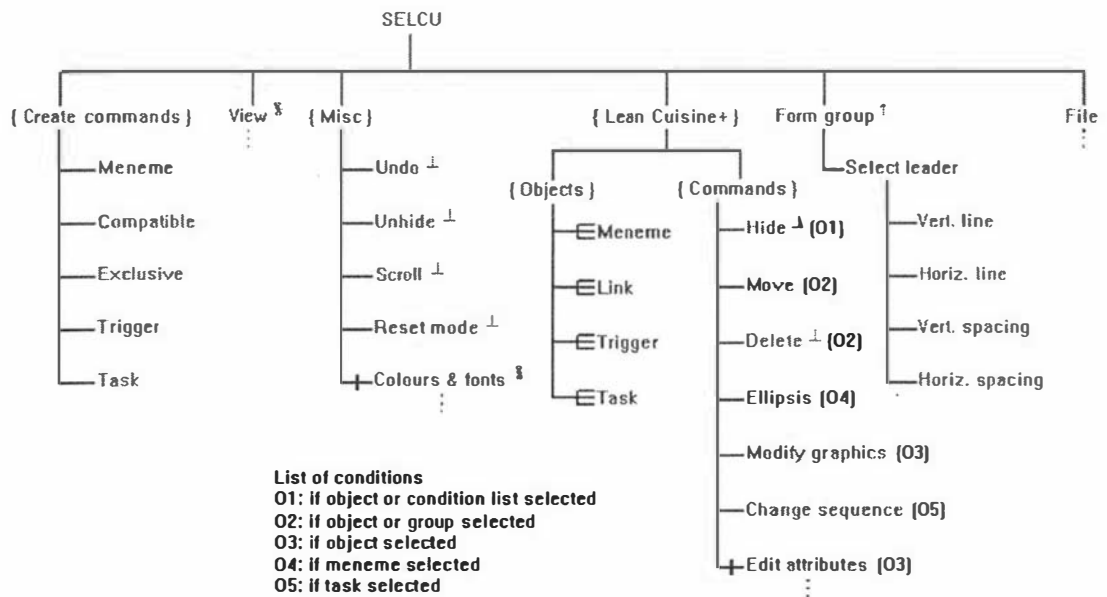 SELCU
{ Create commands }
View §
{ Misc }
{ Lean Cuisine+ }
Form group †
File
Meneme
Compatible
Exclusive
Trigger
Task
Undo ⊥
Unhide ⊥
Scroll ⊥
Reset mode ⊥
Colours & fonts §
{ Objects }
Meneme
Link
Trigger
Task
{ Commands }
Hide ⊥ (O1)
Move (O2)
Delete ⊥ (O2)
Ellipsis (O4)
Modify graphics (O3)
Change sequence (O5)
Edit attributes (O3)
Select leader
Vert. line
Horiz. line
Vert. spacing
Horiz. spacing
List of conditions
O1: if object or condition list selected
O2: if object or group selected
O3: if object selected
O4: if meneme selected
O5: if task selected